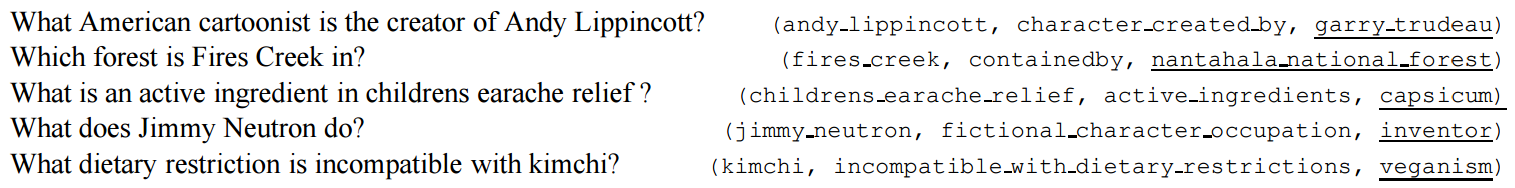 What American cartoonist is the creator of Andy Lippincott? (andy_lippincott, character_created_by, garry_trudeau)
Which forest is Fires Creek in? (fires_creek, containedby, nantahala_national_forest)
What is an active ingredient in childrens earache relief ? (childrens_earache_relief, active_ingredients, capsicum)
What does Jimmy Neutron do? (jimmy_neutron, fictional_character_occupation, inventor)
What dietary restriction is incompatible with kimchi? (kimchi, incompatible_with_dietary_restrictions, veganism)